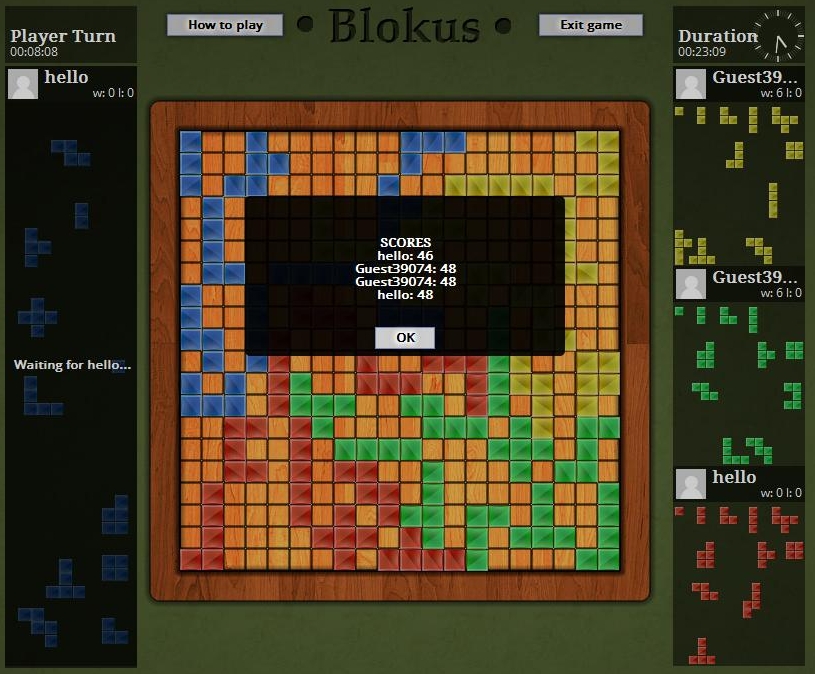 How to play
Blokus
Exit game
Player Turn
00:08:08
hello
w: 0 l: 0
Waiting for hello...
SCORES
hello: 46
Guest39074: 48
Guest39074: 48
hello: 48
OK
Duration
00:23:09
Guest39...
w: 6 l: 0
Guest39...
w: 6 l: 0
hello
w: 0 l: 0